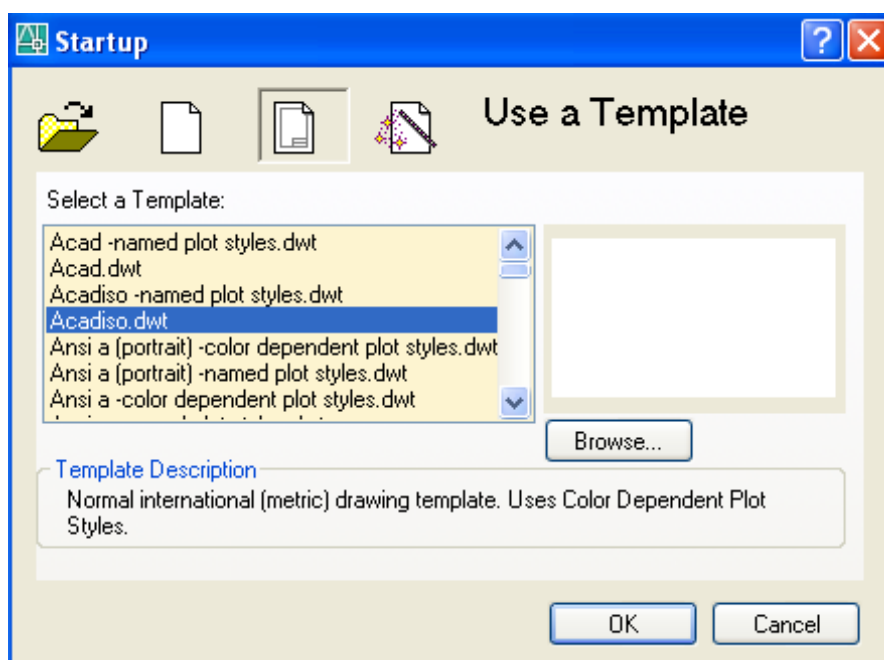 Startup
Use a Template
Select a Template:
Acad -named plot styles.dwt
Acad.dwt
Acadiso -named plot styles.dwt
Acadiso.dwt
Ansi a (portrait) -color dependent plot styles.dwt
Ansi a (portrait) -named plot styles.dwt
Ansi a -color dependent plot styles.dwt
Browse...
Template Description
Normal international (metric) drawing template. Uses Color Dependent Plot
Styles.
OK
Cancel